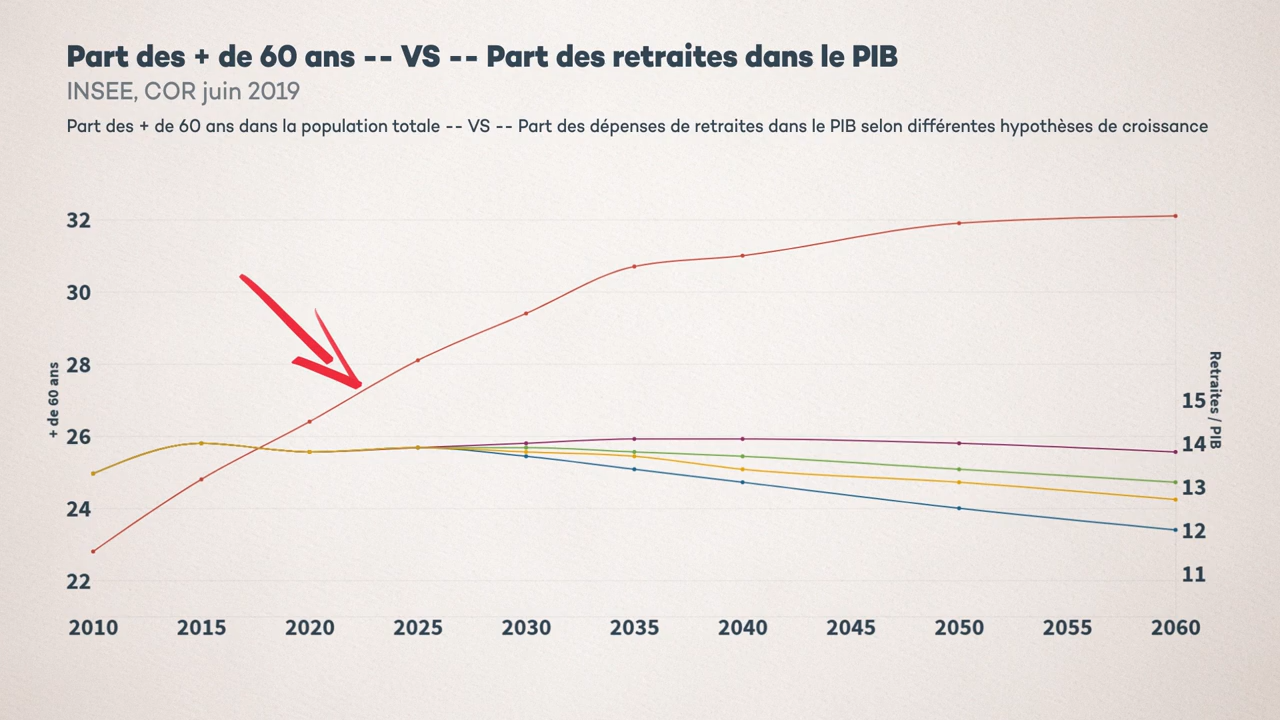 Part des + de 60 ans -- VS -- Part des retraites dans le PIB
INSEE, COR juin 2019
Part des + de 60 ans dans la population totale -- VS -- Part des dépenses de retraites dans le PIB selon différentes hypothèses de croissance
32
30
28
26
24
22
+ de 60 ans
15
14
13
12
11
Retraites / PIB
2010 2015 2020 2025 2030 2035 2040 2045 2050 2055 2060